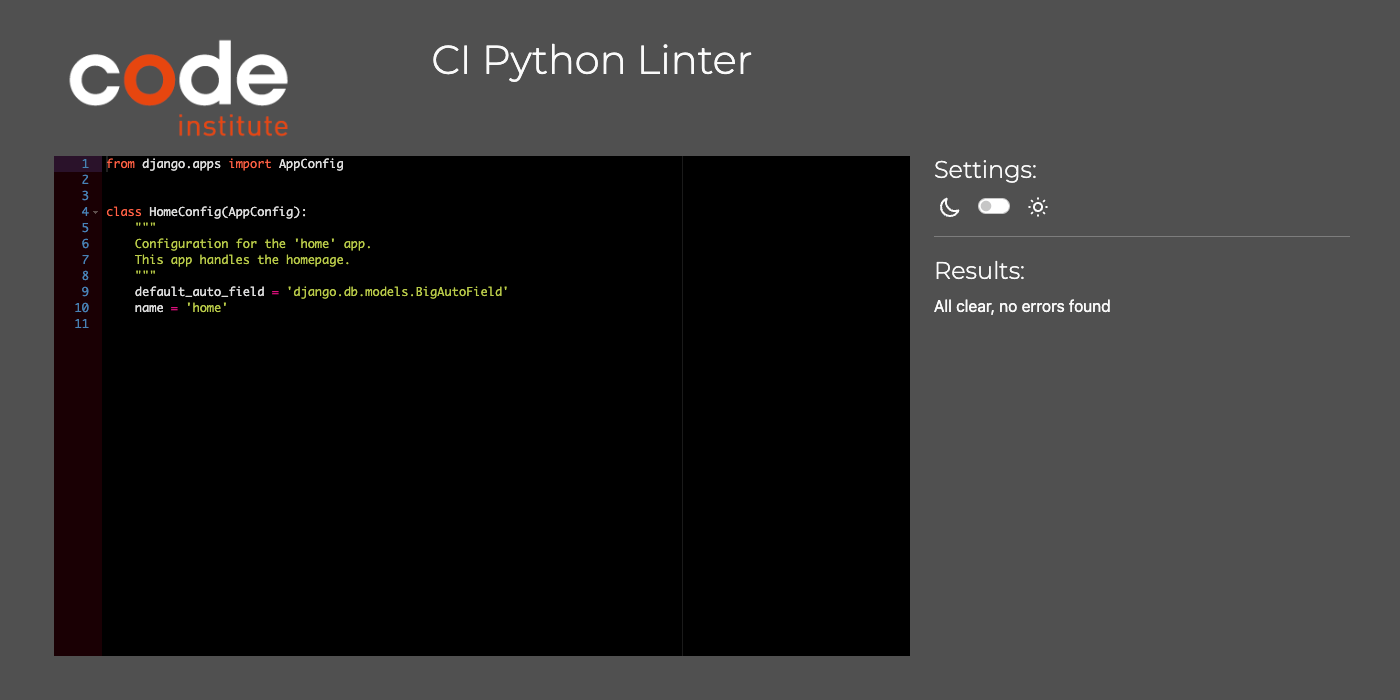 code
institute
CI Python Linter
1 from django.apps import AppConfig
2
3
4 class HomeConfig(AppConfig):
5     """
6     Configuration for the 'home' app.
7     This app handles the homepage.
8     """
9     default_auto_field = 'django.db.models.BigAutoField'
10     name = 'home'
11
Settings:
Results:
All clear, no errors found